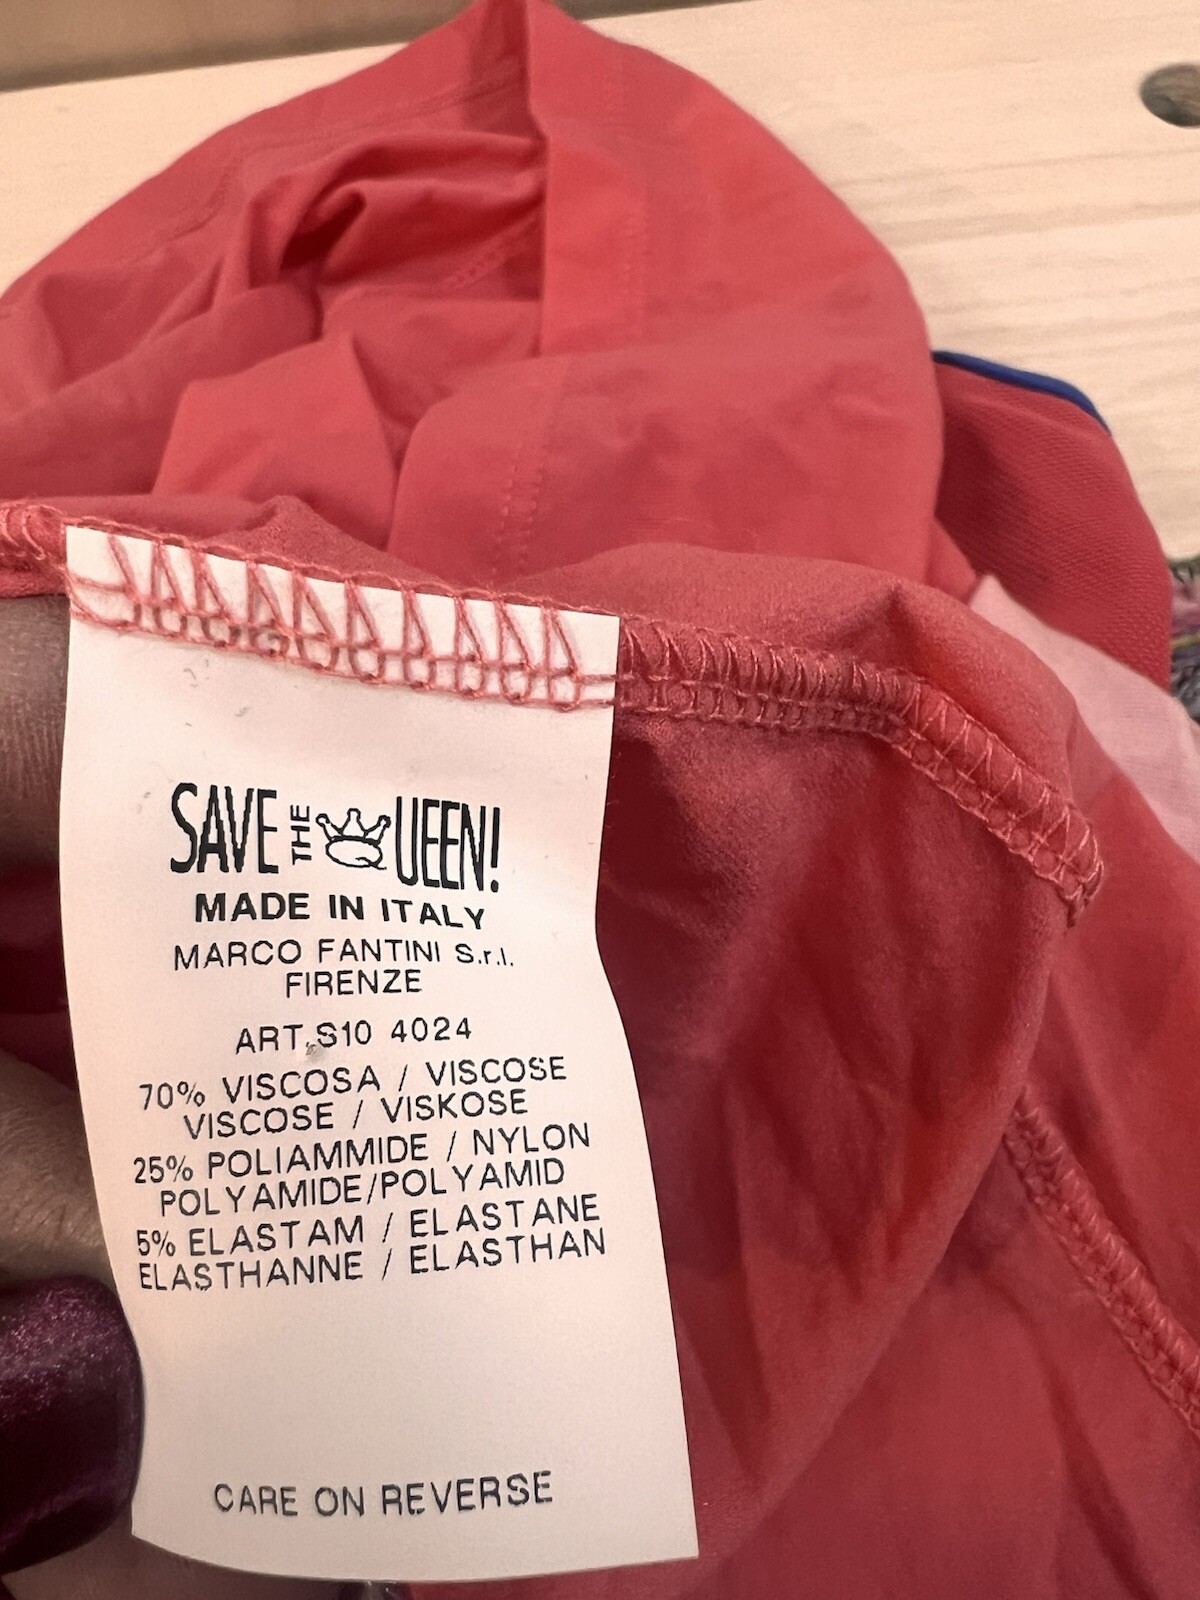 SAVE THE QUEEN!
MADE IN ITALY
MARCO FANTINI S.r.l.
FIRENZE
ART.S10 4024
70% VISCOSA / VISCOSE
VISCOSE / VISKOSE
25% POLIAMMIDE / NYLON
POLYAMIDE/POLYAMID
5% ELASTAM / ELASTANE
ELASTHANNE / ELASTHAN
CARE ON REVERSE